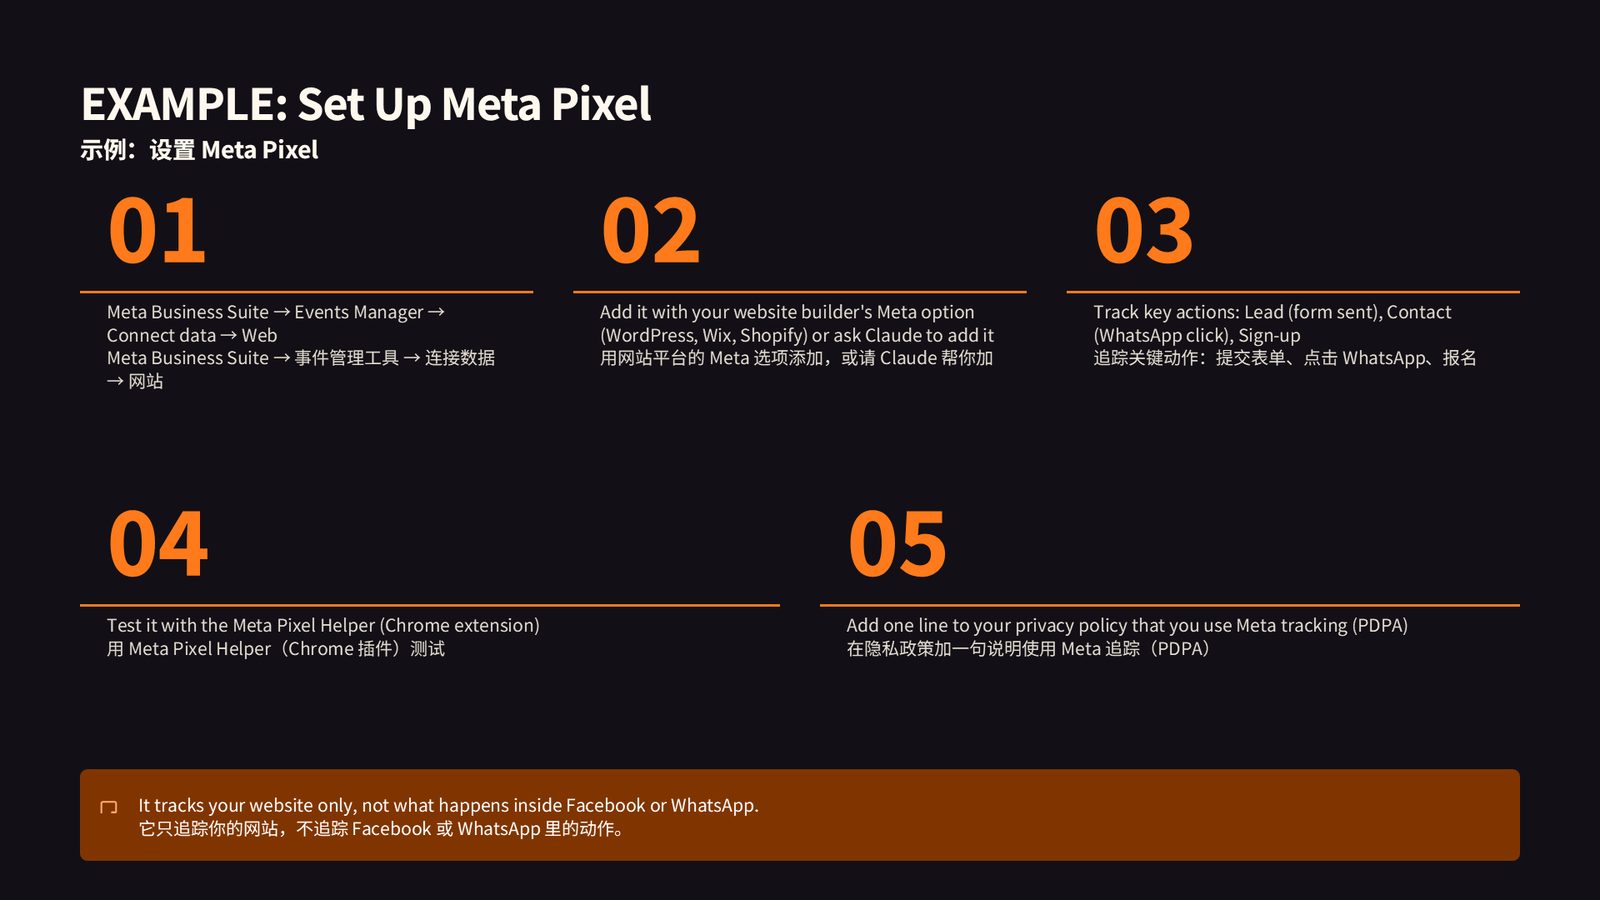 EXAMPLE: Set Up Meta Pixel
示例：设置 Meta Pixel
01
Meta Business Suite → Events Manager →
Connect data → Web
Meta Business Suite → 事件管理工具 → 连接数据
→ 网站
02
Add it with your website builder's Meta option
(WordPress, Wix, Shopify) or ask Claude to add it
用网站平台的 Meta 选项添加，或请 Claude 帮你加
03
Track key actions: Lead (form sent), Contact
(WhatsApp click), Sign-up
追踪关键动作：提交表单、点击 WhatsApp、报名
04
Test it with the Meta Pixel Helper (Chrome extension)
用 Meta Pixel Helper（Chrome 插件）测试
05
Add one line to your privacy policy that you use Meta tracking (PDPA)
在隐私政策加一句说明使用 Meta 追踪（PDPA）
It tracks your website only, not what happens inside Facebook or WhatsApp.
它只追踪你的网站，不追踪 Facebook 或 WhatsApp 里的动作。